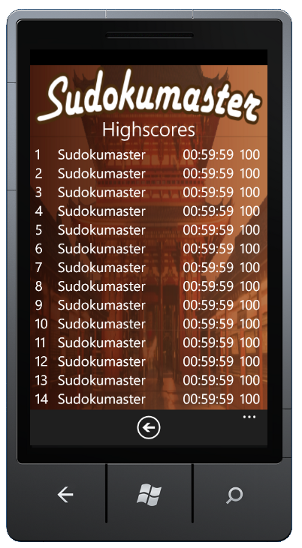 Sudokumaster
Highscores
1 Sudokumaster 00:59:59 100
2 Sudokumaster 00:59:59 100
3 Sudokumaster 00:59:59 100
4 Sudokumaster 00:59:59 100
5 Sudokumaster 00:59:59 100
6 Sudokumaster 00:59:59 100
7 Sudokumaster 00:59:59 100
8 Sudokumaster 00:59:59 100
9 Sudokumaster 00:59:59 100
10 Sudokumaster 00:59:59 100
11 Sudokumaster 00:59:59 100
12 Sudokumaster 00:59:59 100
13 Sudokumaster 00:59:59 100
14 Sudokumaster 00:59:59 100